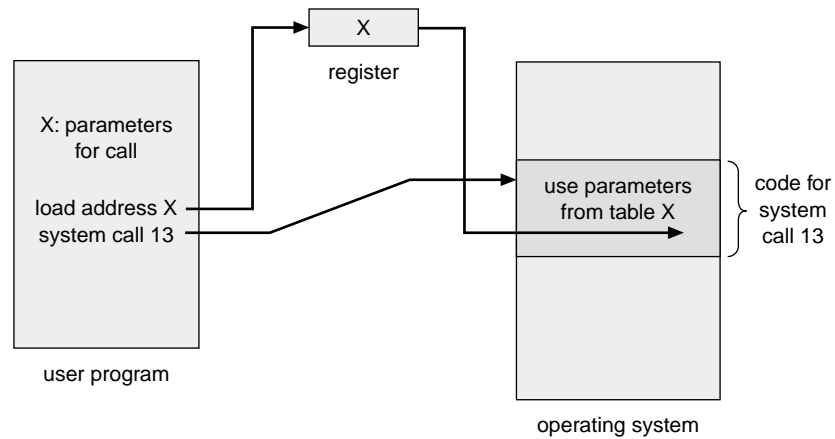 X
register
X: parameters
for call
load address X
system call 13
use parameters
from table X
code for
system
call 13
user program
operating system